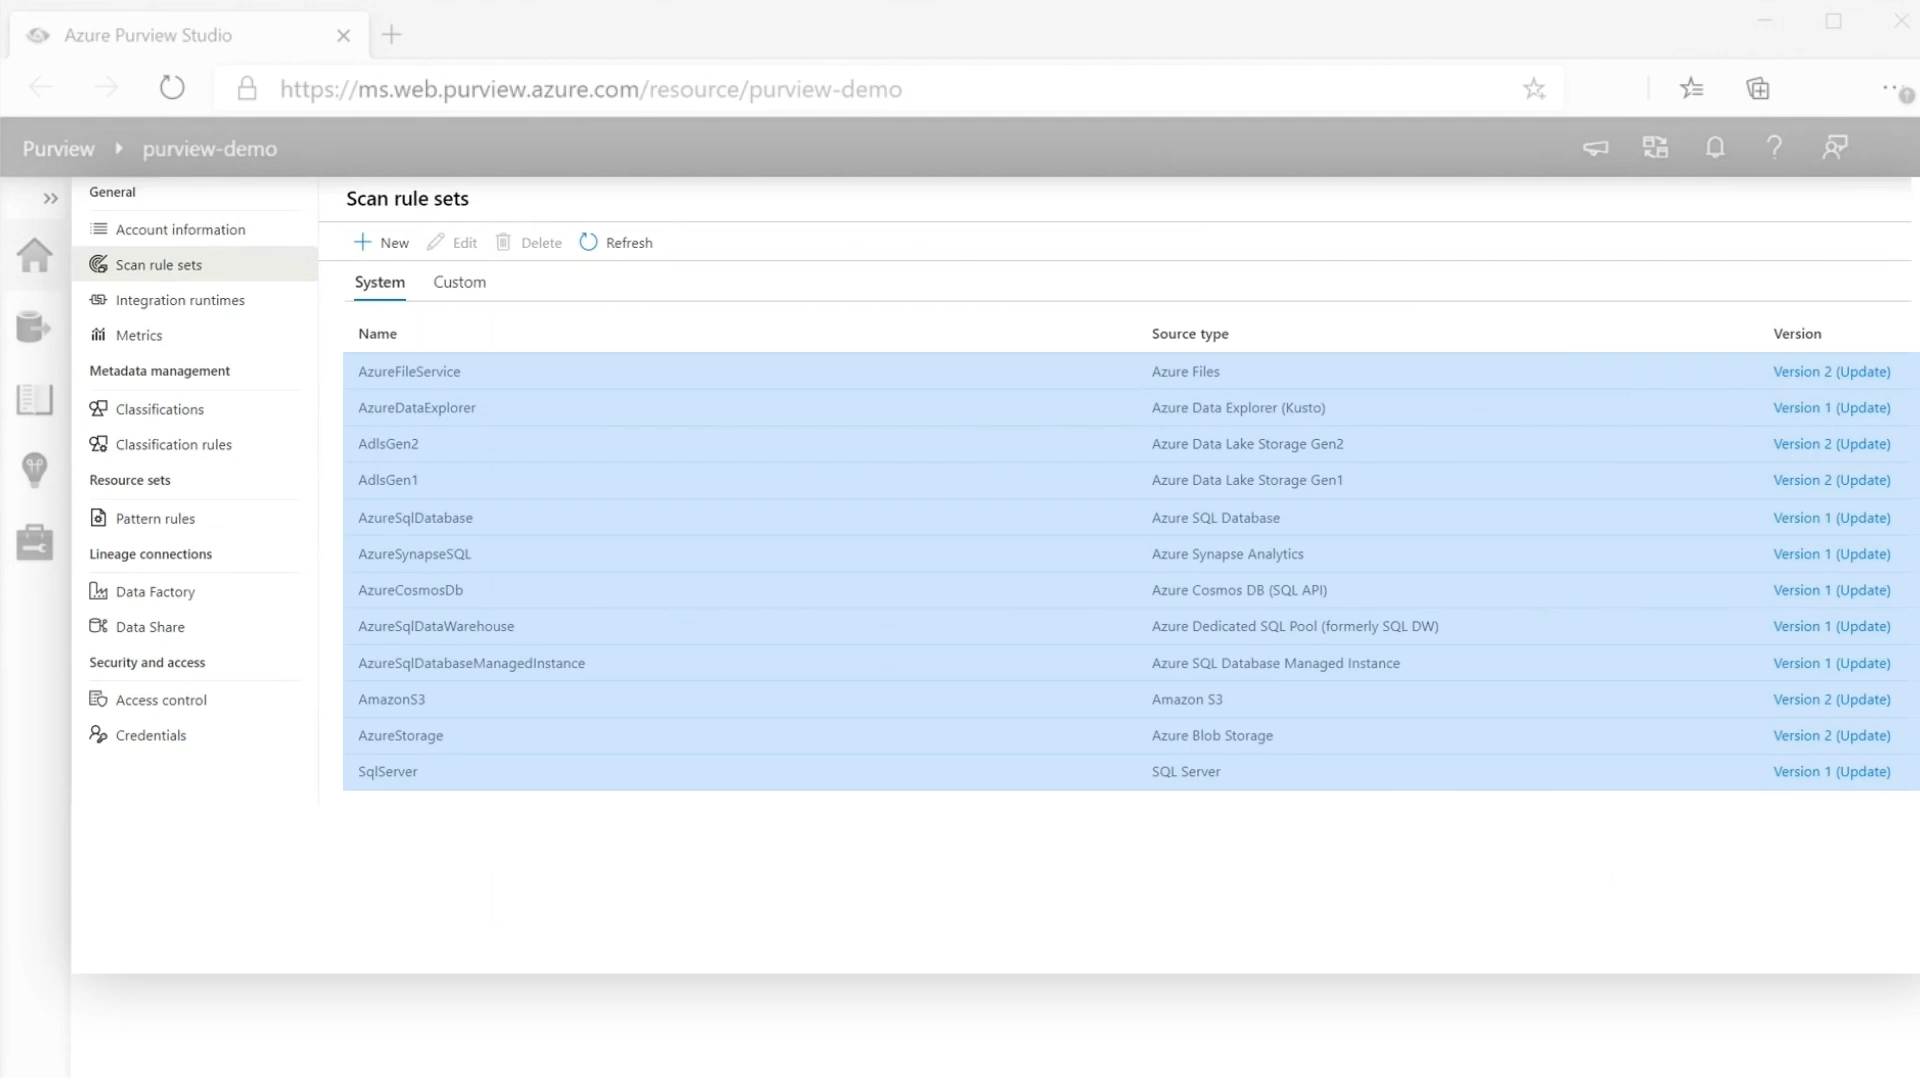 Azure Purview Studio
https://ms.web.purview.azure.com/resource/purview-demo
Purview purview-demo
General
Account information
Scan rule sets
Integration runtimes
Metrics
Metadata management
Classifications
Classification rules
Resource sets
Pattern rules
Lineage connections
Data Factory
Data Share
Security and access
Access control
Credentials
Scan rule sets
New Edit Delete Refresh
System Custom
Name Source type Version
AzureFileService Azure Files Version 2 (Update)
AzureDataExplorer Azure Data Explorer (Kusto) Version 1 (Update)
AdlsGen2 Azure Data Lake Storage Gen2 Version 2 (Update)
AdlsGen1 Azure Data Lake Storage Gen1 Version 2 (Update)
AzureSqlDatabase Azure SQL Database Version 1 (Update)
AzureSynapseSQL Azure Synapse Analytics Version 1 (Update)
AzureCosmosDb Azure Cosmos DB (SQL API) Version 1 (Update)
AzureSqlDataWarehouse Azure Dedicated SQL Pool (formerly SQL DW) Version 1 (Update)
AzureSqlDatabaseManagedInstance Azure SQL Database Managed Instance Version 1 (Update)
AmazonS3 Amazon S3 Version 2 (Update)
AzureStorage Azure Blob Storage Version 2 (Update)
SqlServer SQL Server Version 1 (Update)